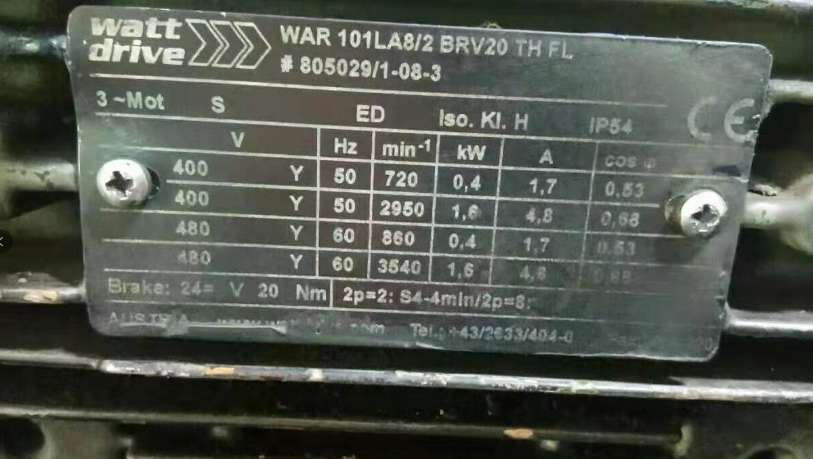 watt
drive
WAR 101LA8/2 BRV20 TH FL
# 805029/1-08-3
3 ~Mot S ED Iso. Kl. H IP54 CE
V Hz min-1 kW A cos φ
400 Y 50 720 0,4 1,7 0,53
400 Y 50 2950 1,6 4,8 0,68
480 Y 60 860 0,4 1,7 0,53
480 Y 60 3540 1,6
Brake: 24= V 20 Nm 2p=2: S4-4min/2p=8:
AUSTRIA Tel.: +43/2633/404-0